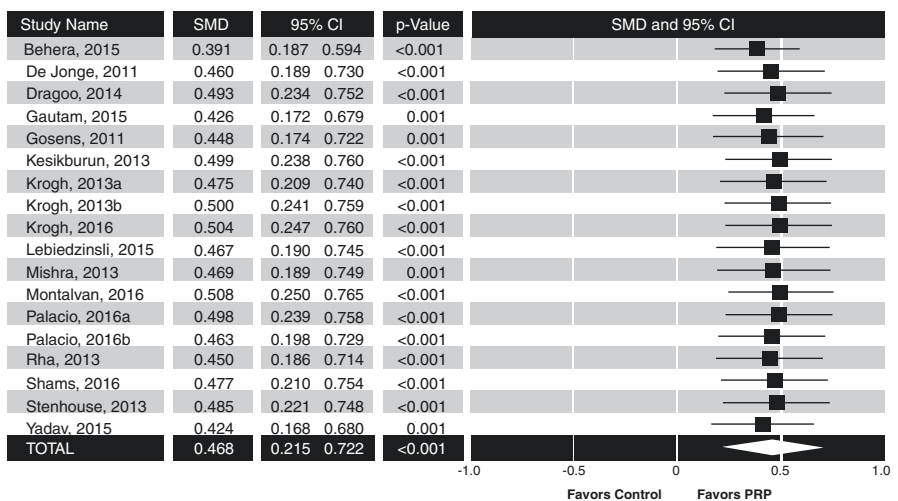 Study Name SMD 95% CI p-Value SMD and 95% CI
Behera, 2015 0.391 0.187 0.594 <0.001
De Jonge, 2011 0.460 0.189 0.730 <0.001
Dragoo, 2014 0.493 0.234 0.752 <0.001
Gautam, 2015 0.426 0.172 0.679 0.001
Gosens, 2011 0.448 0.174 0.722 0.001
Kesikburun, 2013 0.499 0.238 0.760 <0.001
Krogh, 2013a 0.475 0.209 0.740 <0.001
Krogh, 2013b 0.500 0.241 0.759 <0.001
Krogh, 2016 0.504 0.247 0.760 <0.001
Lebiedzinsli, 2015 0.467 0.190 0.745 <0.001
Mishra, 2013 0.469 0.189 0.749 0.001
Montalvan, 2016 0.508 0.250 0.765 <0.001
Palacio, 2016a 0.498 0.239 0.758 <0.001
Palacio, 2016b 0.463 0.198 0.729 <0.001
Rha, 2013 0.450 0.186 0.714 <0.001
Shams, 2016 0.477 0.210 0.754 <0.001
Stenhouse, 2013 0.485 0.221 0.748 <0.001
Yadav, 2015 0.424 0.168 0.680 0.001
TOTAL 0.468 0.215 0.722 <0.001
-1.0 -0.5 0 0.5 1.0
Favors Control Favors PRP